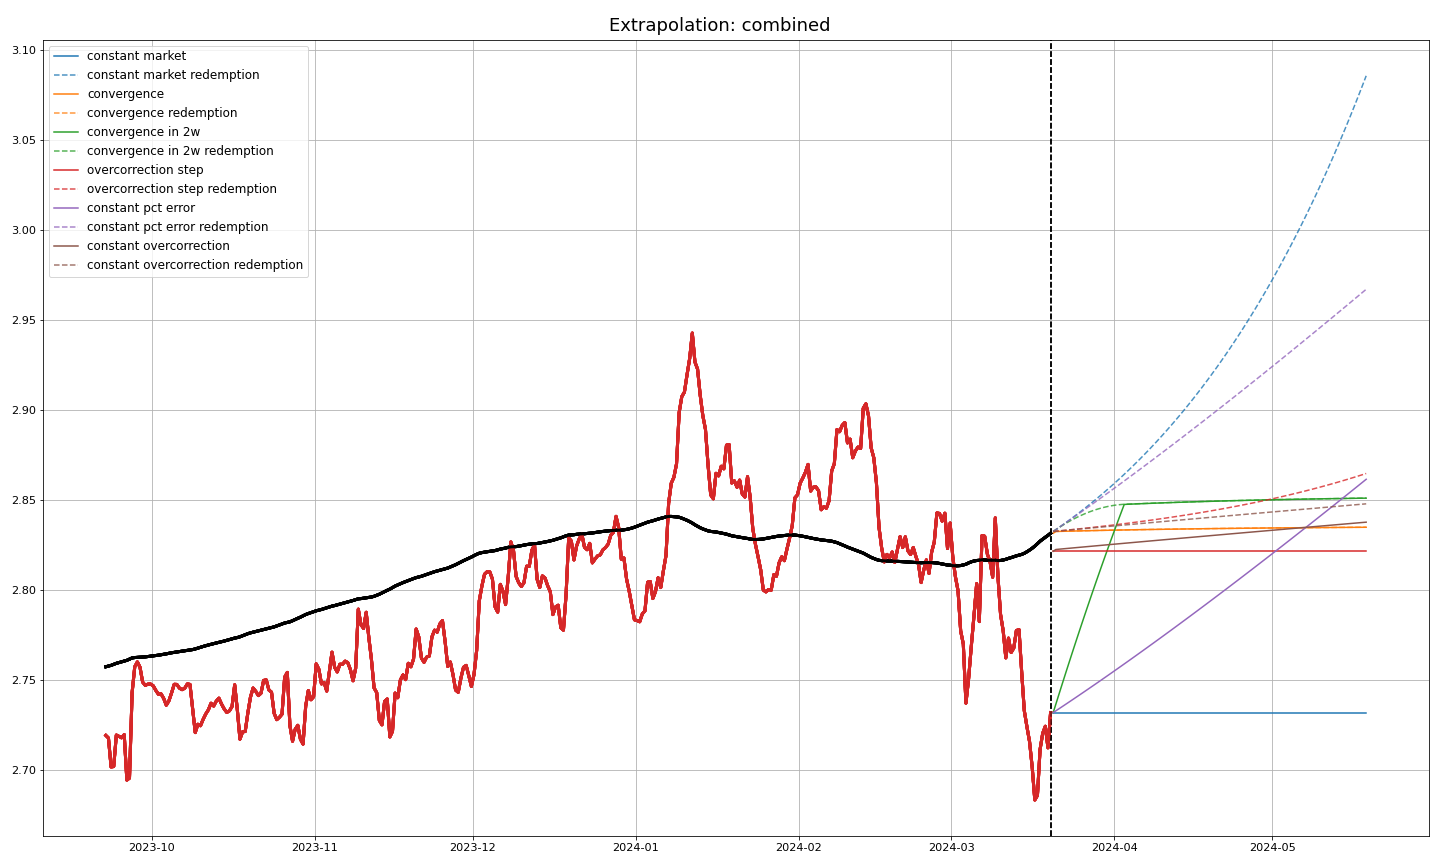 Extrapolation: combined
constant market
constant market redemption
convergence
convergence redemption
convergence in 2w
convergence in 2w redemption
overcorrection step
overcorrection step redemption
constant pct error
constant pct error redemption
constant overcorrection
constant overcorrection redemption
3.10
3.05
3.00
2.95
2.90
2.85
2.80
2.75
2.70
2023-10 2023-11 2023-12 2024-01 2024-02 2024-03 2024-04 2024-05